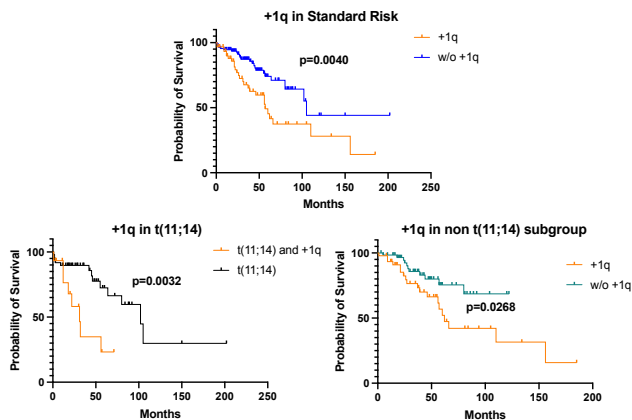 +1q in Standard Risk
Probability of Survival
100
50
0
0 50 100 150 200 250
Months
p=0.0040
+1q
w/o +1q
+1q in t(11;14)
Probability of Survival
100
50
0
0 50 100 150 200 250
Months
p=0.0032
t(11;14) and +1q
t(11;14)
+1q in non t(11;14) subgroup
Probability of Survival
100
50
0
0 50 100 150 200
Months
p=0.0268
+1q
w/o +1q